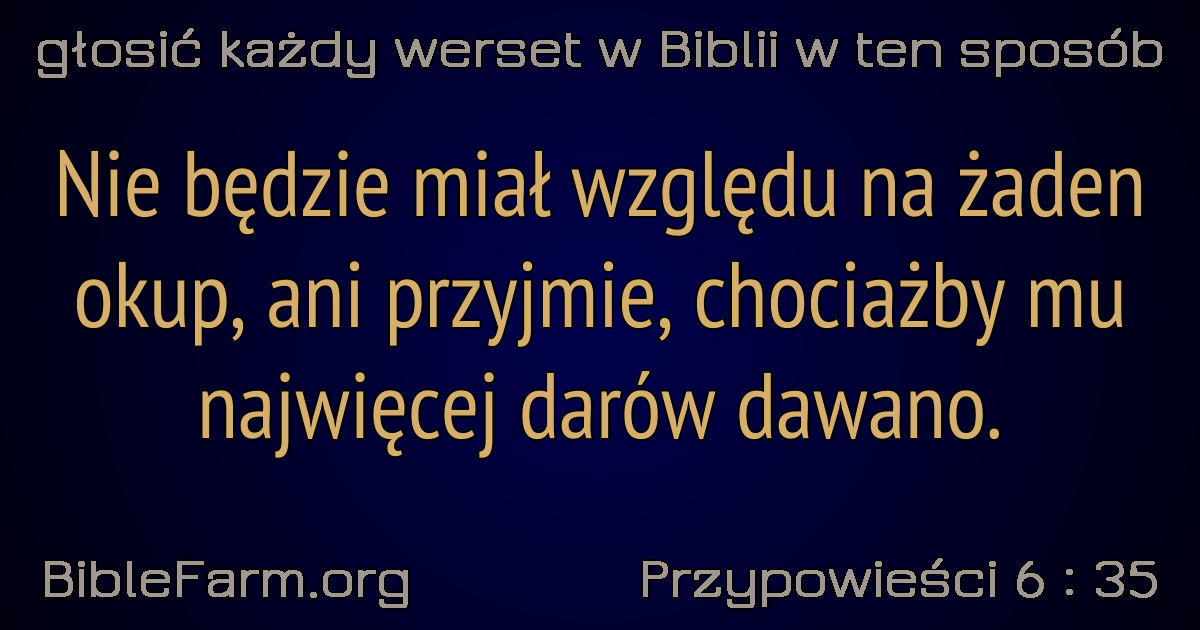 głosić każdy werset w Biblii w ten sposób
Nie będzie miał względu na żaden
okup, ani przyjmie, chociażby mu
najwięcej darów dawano.
BibleFarm.org
Przypowieści 6 : 35